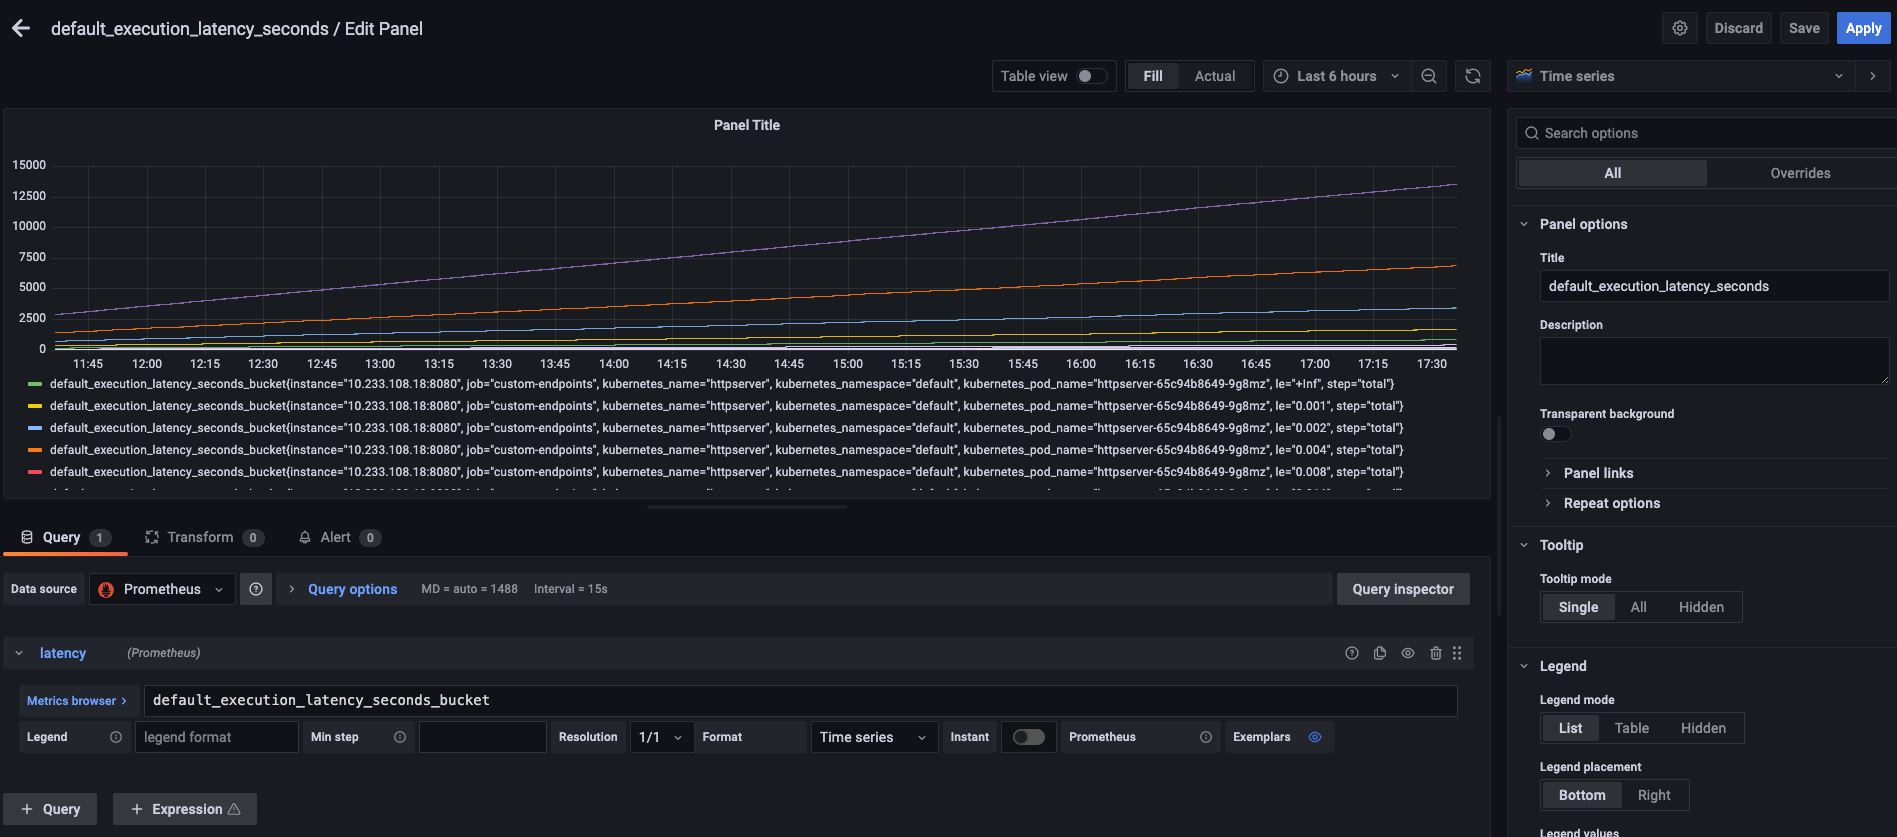 default_execution_latency_seconds / Edit Panel
Discard
Save
Apply
Table view
Fill
Actual
Last 6 hours
Time series
Panel Title
15000
12500
10000
7500
5000
2500
0
11:45 12:00 12:15 12:30 12:45 13:00 13:15 13:30 13:45 14:00 14:15 14:30 14:45 15:00 15:15 15:30 15:45 16:00 16:15 16:30 16:45 17:00 17:15 17:30
default_execution_latency_seconds_bucket{instance="10.233.108.18:8080", job="custom-endpoints", kubernetes_name="httpserver", kubernetes_namespace="default", kubernetes_pod_name="httpserver-65c94b8649-9g8mz", le="+Inf", step="total"}
default_execution_latency_seconds_bucket{instance="10.233.108.18:8080", job="custom-endpoints", kubernetes_name="httpserver", kubernetes_namespace="default", kubernetes_pod_name="httpserver-65c94b8649-9g8mz", le="0.001", step="total"}
default_execution_latency_seconds_bucket{instance="10.233.108.18:8080", job="custom-endpoints", kubernetes_name="httpserver", kubernetes_namespace="default", kubernetes_pod_name="httpserver-65c94b8649-9g8mz", le="0.002", step="total"}
default_execution_latency_seconds_bucket{instance="10.233.108.18:8080", job="custom-endpoints", kubernetes_name="httpserver", kubernetes_namespace="default", kubernetes_pod_name="httpserver-65c94b8649-9g8mz", le="0.004", step="total"}
default_execution_latency_seconds_bucket{instance="10.233.108.18:8080", job="custom-endpoints", kubernetes_name="httpserver", kubernetes_namespace="default", kubernetes_pod_name="httpserver-65c94b8649-9g8mz", le="0.008", step="total"}
Query 1
Transform 0
Alert 0
Data source
Prometheus
Query options
MD = auto = 1488
Interval = 15s
Query inspector
latency
(Prometheus)
Metrics browser >
default_execution_latency_seconds_bucket
Legend
legend format
Min step
Resolution
1/1
Format
Time series
Instant
Prometheus
Exemplars
+ Query
+ Expression
Search options
All
Overrides
Panel options
Title
default_execution_latency_seconds
Description
Transparent background
Panel links
Repeat options
Tooltip
Tooltip mode
Single
All
Hidden
Legend
Legend mode
List
Table
Hidden
Legend placement
Bottom
Right
Legend values